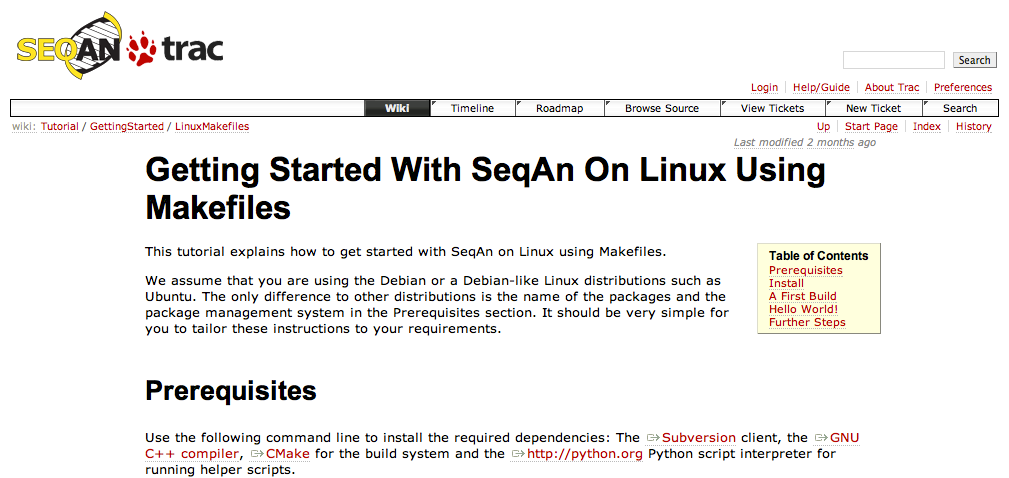 SEQAN trac
Search
Login Help/Guide About Trac Preferences
Wiki Timeline Roadmap Browse Source View Tickets New Ticket Search
wiki: Tutorial / GettingStarted / LinuxMakefiles Up Start Page Index History
Last modified 2 months ago
Getting Started With SeqAn On Linux Using
Makefiles
This tutorial explains how to get started with SeqAn on Linux using Makefiles.
We assume that you are using the Debian or a Debian-like Linux distributions such as
Ubuntu. The only difference to other distributions is the name of the packages and the
package management system in the Prerequisites section. It should be very simple for
you to tailor these instructions to your requirements.
Table of Contents
Prerequisites
Install
A First Build
Hello World!
Further Steps
Prerequisites
Use the following command line to install the required dependencies: The Subversion client, the GNU
C++ compiler, CMake for the build system and the http://python.org Python script interpreter for
running helper scripts.